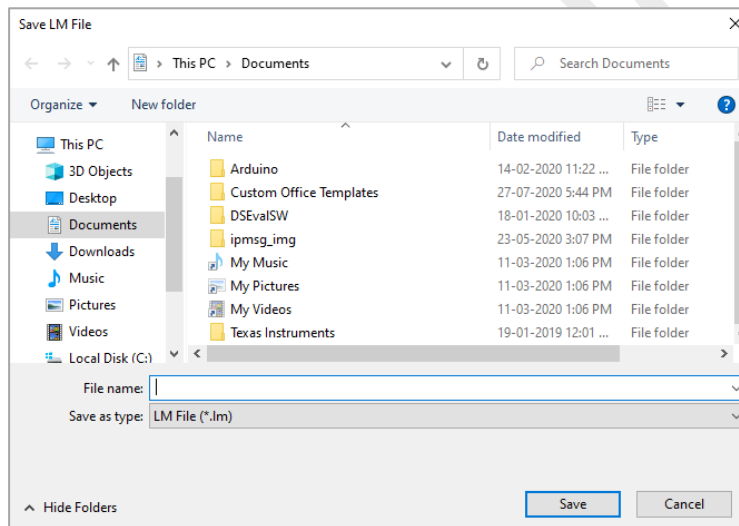 Save LM File
This PC > Documents
Search Documents
Organize
New folder
Name Date modified Type
This PC
3D Objects
Desktop
Documents
Downloads
Music
Pictures
Videos
Local Disk (C:)
Arduino 14-02-2020 11:22 ... File folder
Custom Office Templates 27-07-2020 5:44 PM File folder
DSEvalSW 18-01-2020 10:03 ... File folder
ipmsg_img 23-05-2020 3:07 PM File folder
My Music 11-03-2020 1:06 PM File folder
My Pictures 11-03-2020 1:06 PM File folder
My Videos 11-03-2020 1:06 PM File folder
Texas Instruments 19-01-2019 12:01 ... File folder
File name:
Save as type: LM File (*.lm)
Hide Folders
Save
Cancel